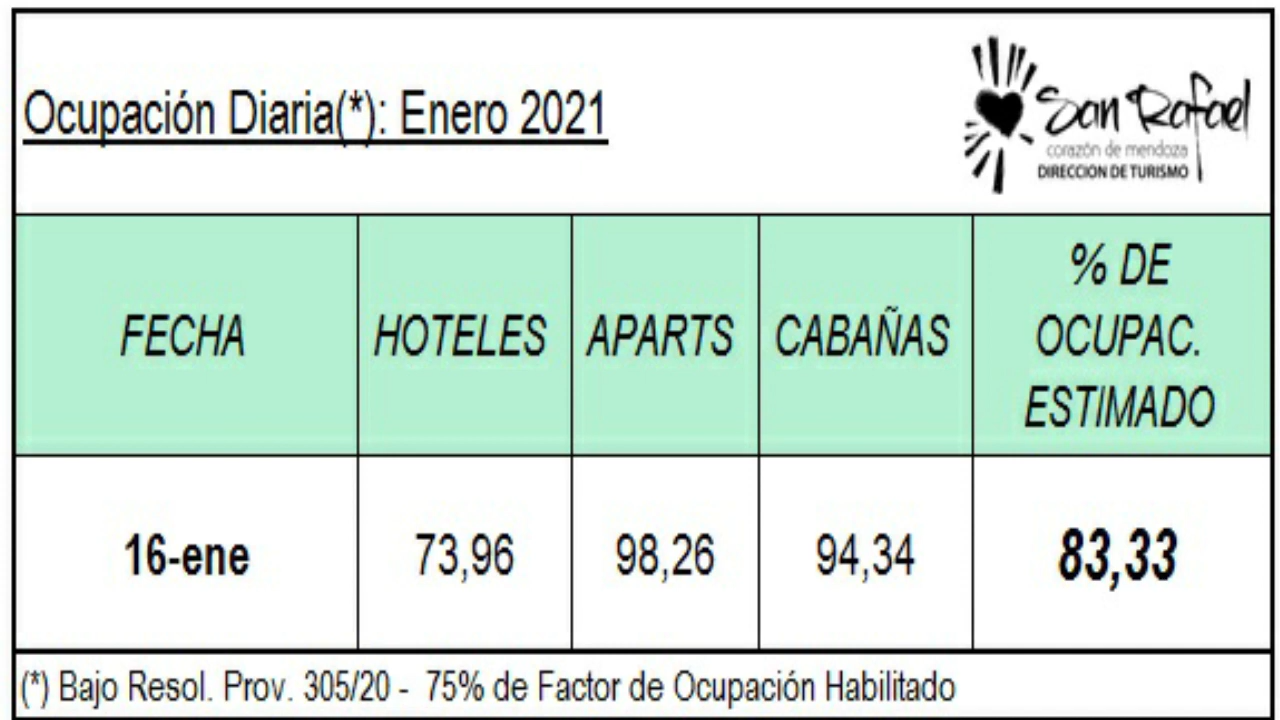 Ocupación Diaria(*): Enero 2021
San Rafael
corazón de mendoza
DIRECCION DE TURISMO
FECHA
HOTELES
APARTS
CABAÑAS
% DE
OCUPAC.
ESTIMADO
16-ene
73,96
98,26
94,34
83,33
(*) Bajo Resol. Prov. 305/20 - 75% de Factor de Ocupación Habilitado